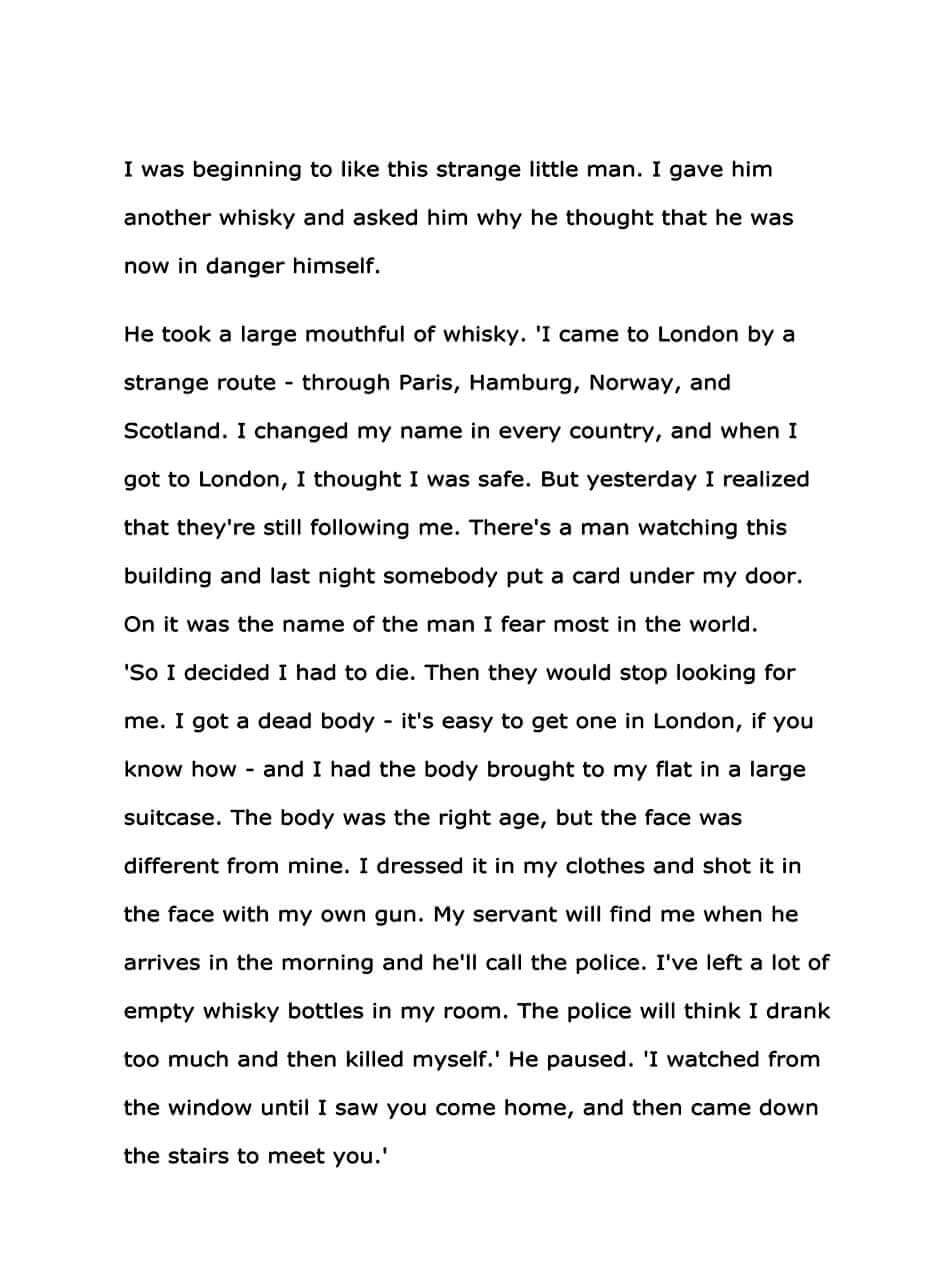 I was beginning to like this strange little man. I gave him
another whisky and asked him why he thought that he was
now in danger himself.
He took a large mouthful of whisky. 'I came to London by a
strange route - through Paris, Hamburg, Norway, and
Scotland. I changed my name in every country, and when I
got to London, I thought I was safe. But yesterday I realized
that they're still following me. There's a man watching this
building and last night somebody put a card under my door.
On it was the name of the man I fear most in the world.
'So I decided I had to die. Then they would stop looking for
me. I got a dead body - it's easy to get one in London, if you
know how - and I had the body brought to my flat in a large
suitcase. The body was the right age, but the face was
different from mine. I dressed it in my clothes and shot it in
the face with my own gun. My servant will find me when he
arrives in the morning and he'll call the police. I've left a lot of
empty whisky bottles in my room. The police will think I drank
too much and then killed myself.' He paused. 'I watched from
the window until I saw you come home, and then came down
the stairs to meet you.'